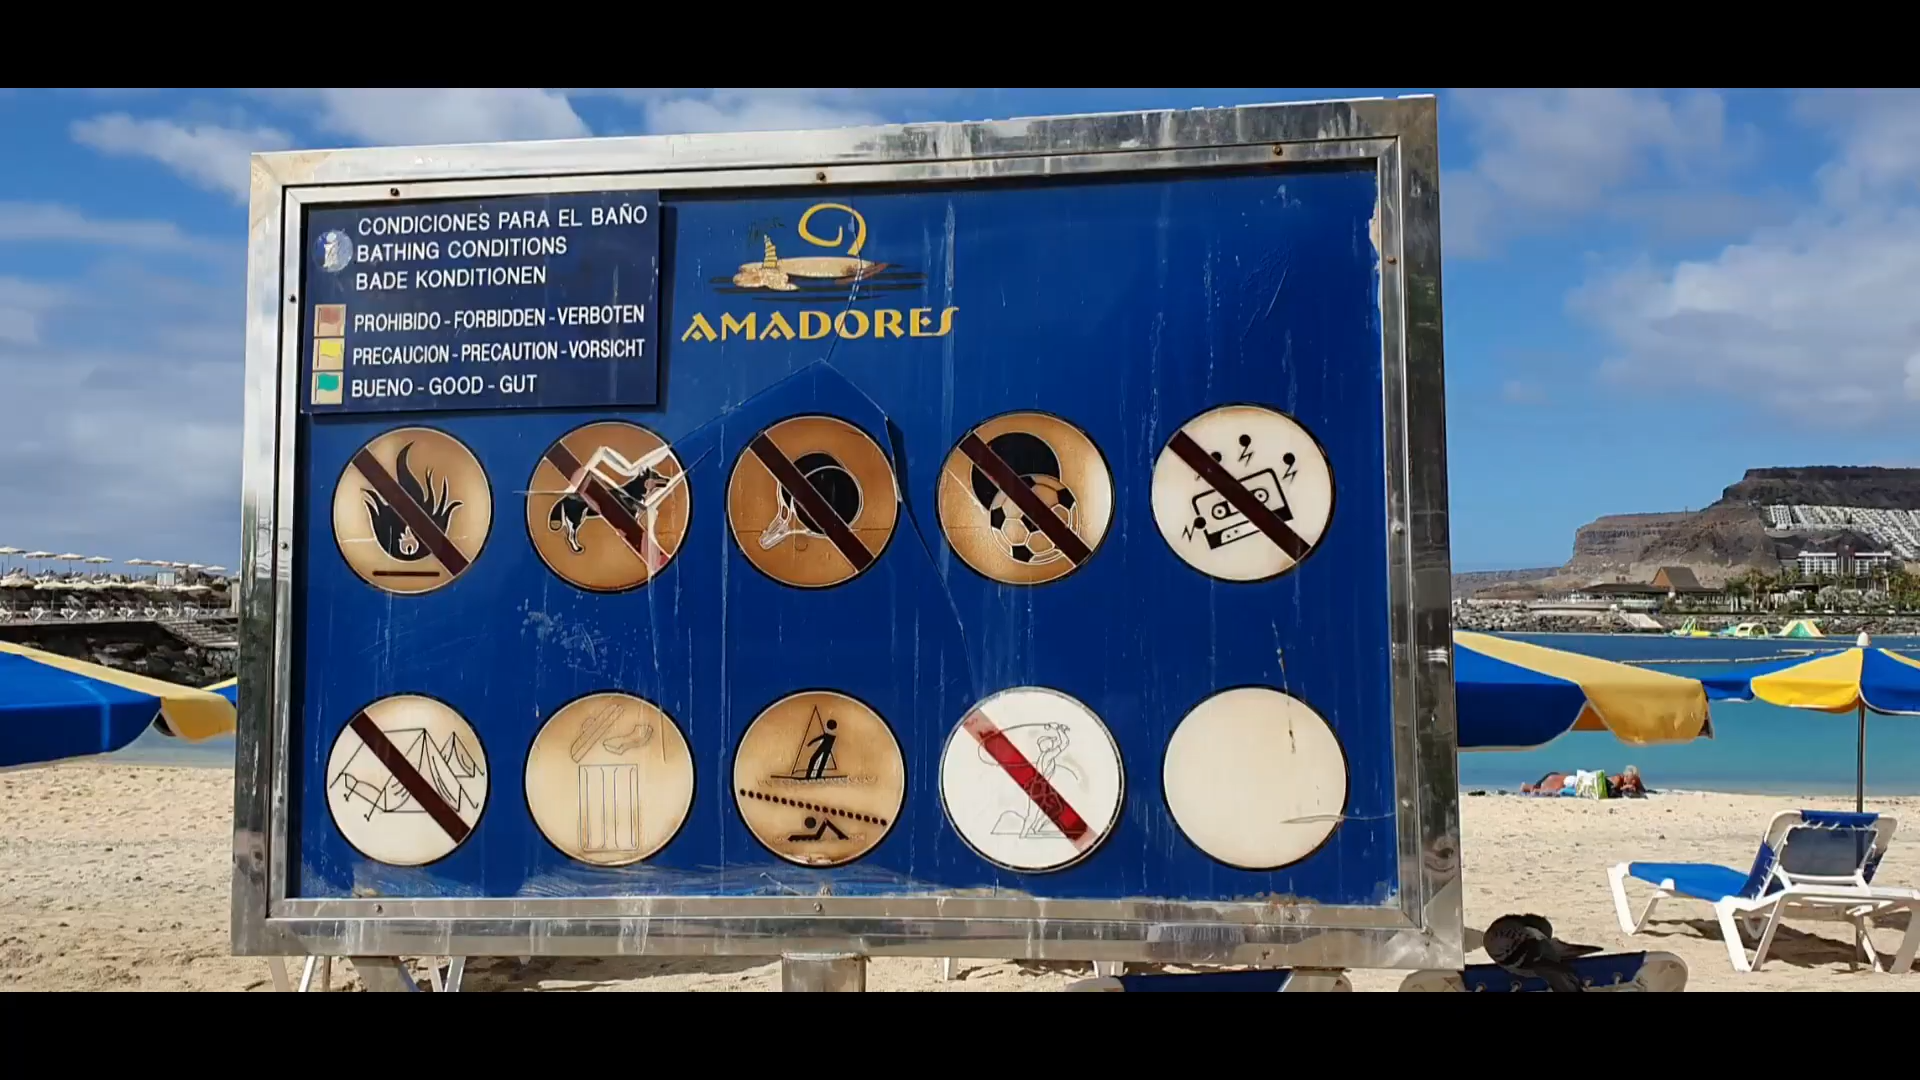 CONDICIONES PARA EL BAÑO
BATHING CONDITIONS
BADE KONDITIONEN
PROHIBIDO - FORBIDDEN - VERBOTEN
PRECAUCION - PRECAUTION - VORSICHT
BUENO - GOOD - GUT
AMADORES